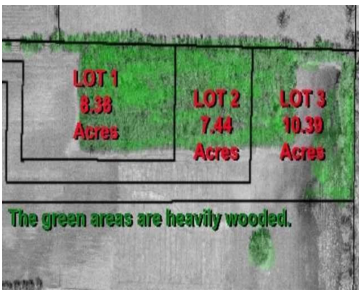 LOT 1
8.38
Acres
LOT 2
7.44
Acres
LOT 3
10.39
Acres
The green areas are heavily wooded.